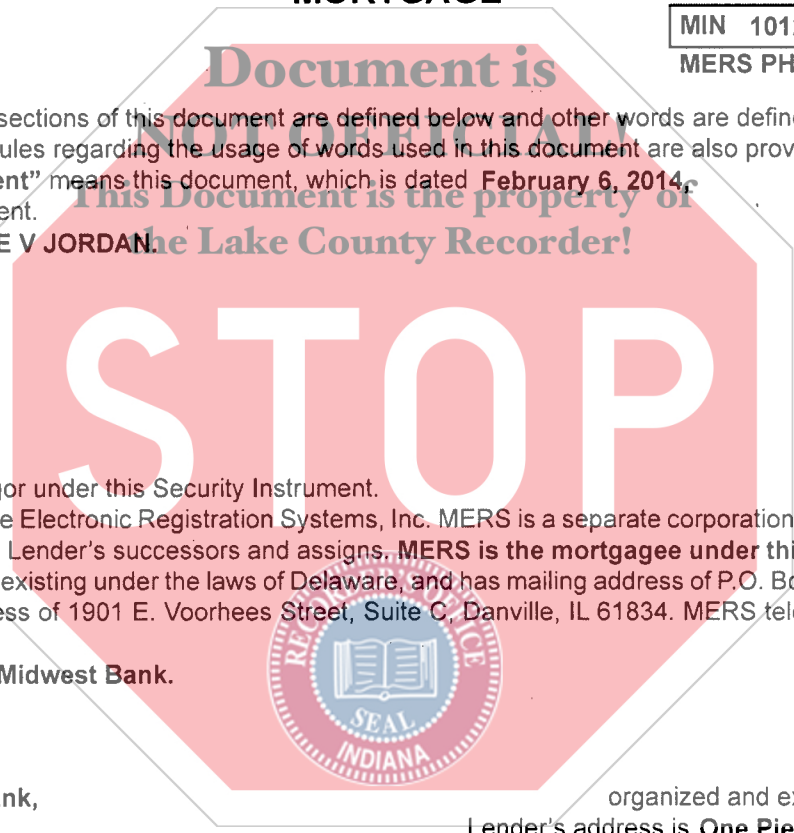 MORTGAGE
MIN 101
MERS PH
Document is
sections of this document are defined below and other words are define
NOT OFFICIAL!
ules regarding the usage of words used in this document are also prov
ent” means this document, which is dated February 6, 2014,
This Document is the property of
ent.
E V JORDAN.
the Lake County Recorder!
STOP
gor under this Security Instrument.
e Electronic Registration Systems, Inc. MERS is a separate corporation
Lender's successors and assigns. MERS is the mortgagee under thi
existing under the laws of Delaware, and has mailing address of P.O. Bo
ess of 1901 E. Voorhees Street, Suite C, Danville, IL 61834. MERS tele
RECORDER'S OFFICE
Midwest Bank.
SEAL
INDIANA
nk,
organized and ex
Lender's address is One Pie